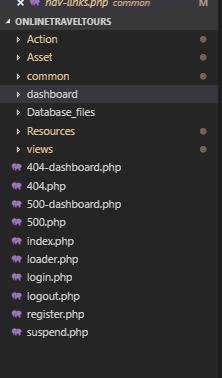 nav-links.php common M
ONLINETRAVELTOURS
Action
Asset
common
dashboard
Database_files
Resources
views
404-dashboard.php
404.php
500-dashboard.php
500.php
index.php
loader.php
login.php
logout.php
register.php
suspend.php